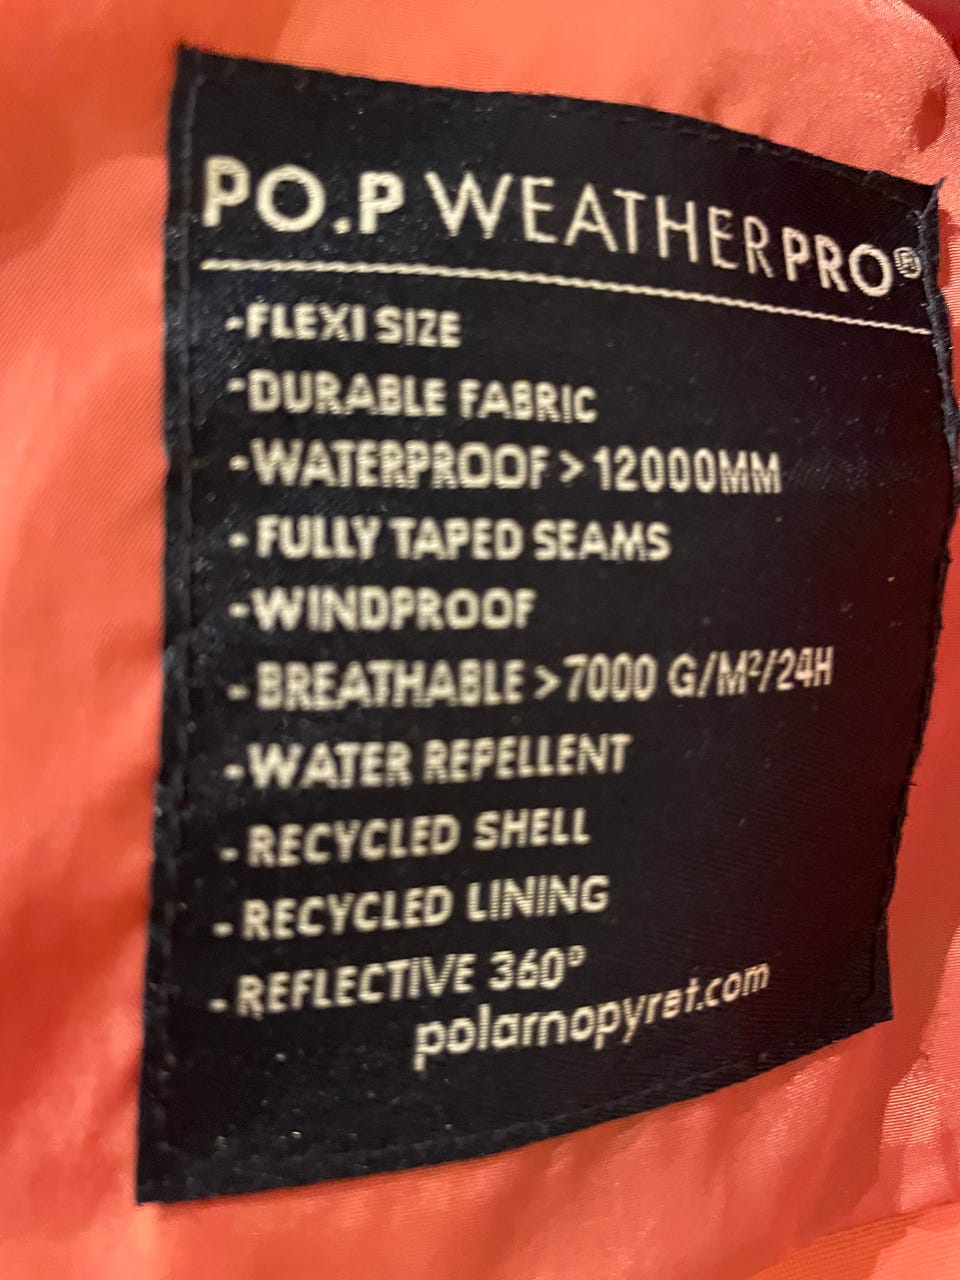 PO.P WEATHERPRO®
-FLEXI SIZE
-DURABLE FABRIC
-WATERPROOF > 12000MM
- FULLY TAPED SEAMS
-WINDPROOF
- BREATHABLE > 7000 G/M²/24H
-WATER REPELLENT
- RECYCLED SHELL
- RECYCLED LINING
- REFLECTIVE 360°
polarnopyret.com